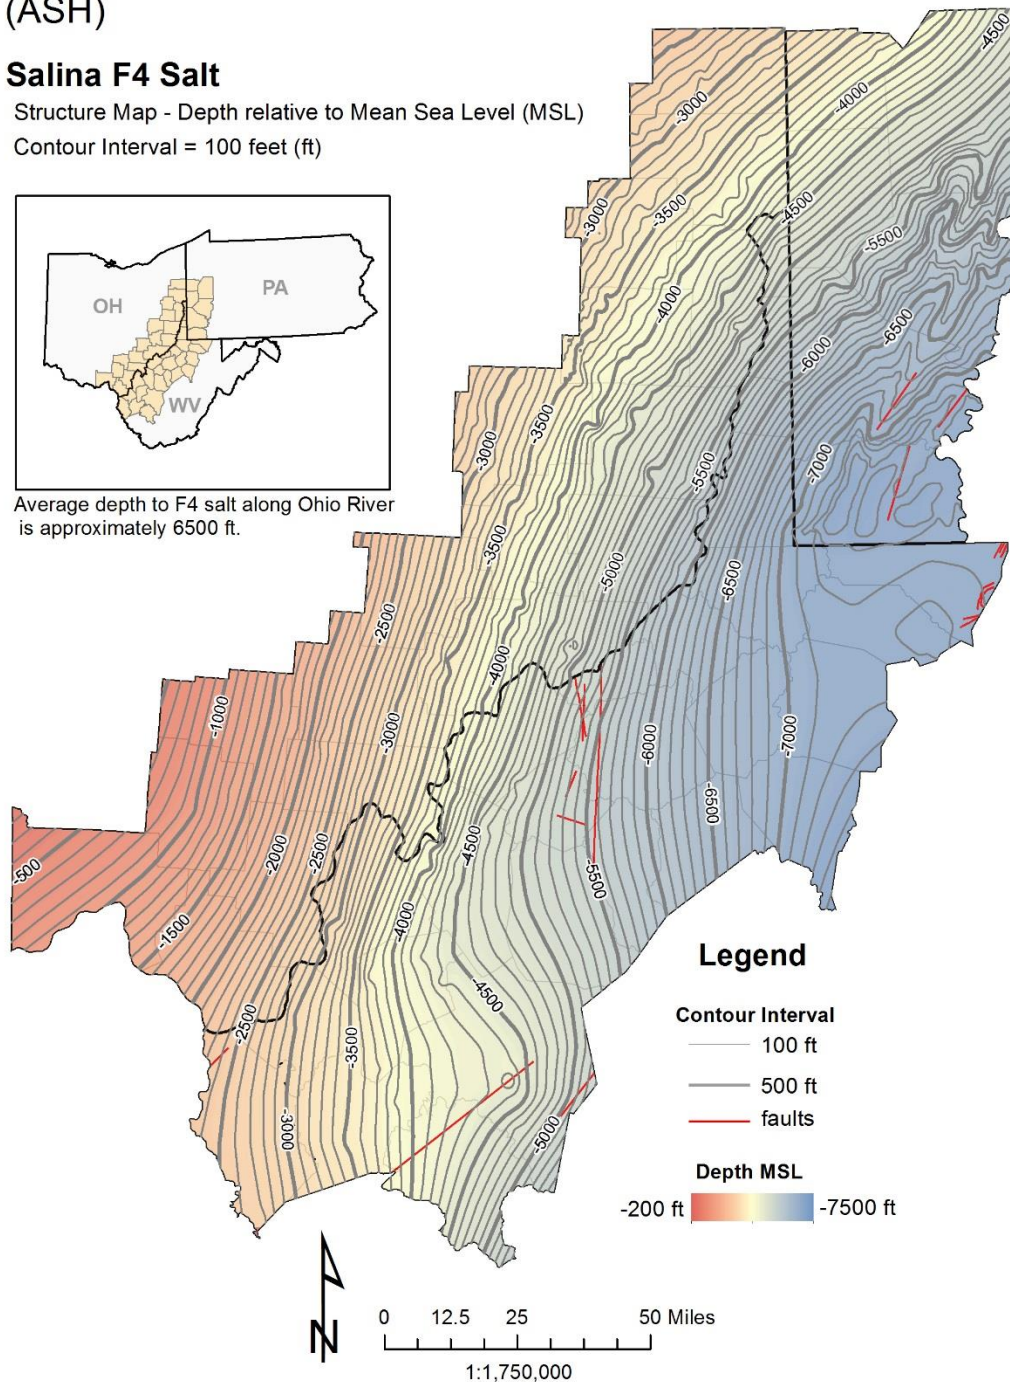 (ASH)
Salina F4 Salt
Structure Map - Depth relative to Mean Sea Level (MSL)
Contour Interval = 100 feet (ft)
OH
PA
WV
Average depth to F4 salt along Ohio River
is approximately 6500 ft.
-4500
-3000
-4000
-3000
-3500
-4500
-5500
-4000
-6500
-6000
-3500
-3000
-5500
-7000
-3500
-5000
-6500
-2500
-4000
-1000
-3000
-6000
-7000
-6500
-2000
-2500
-4500
-500
-5500
-1500
-4000
-4500
-2500
-3500
-3000
-5000
Legend
Contour Interval
100 ft
500 ft
faults
Depth MSL
-200 ft
-7500 ft
N
0 12.5 25 50 Miles
1:1,750,000